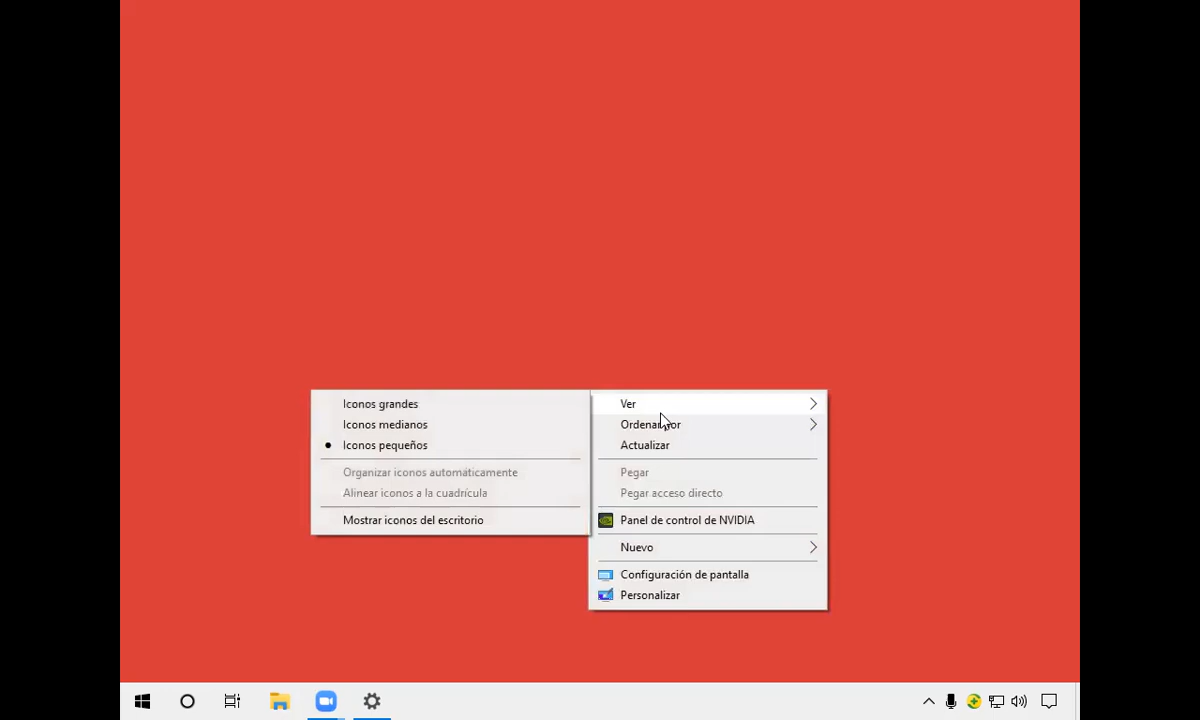 Iconos grandes
Iconos medianos
Iconos pequeños
Organizar iconos automáticamente
Alinear iconos a la cuadrícula
Mostrar iconos del escritorio
Ver
Ordenar por
Actualizar
Pegar
Pegar acceso directo
Panel de control de NVIDIA
Nuevo
Configuración de pantalla
Personalizar